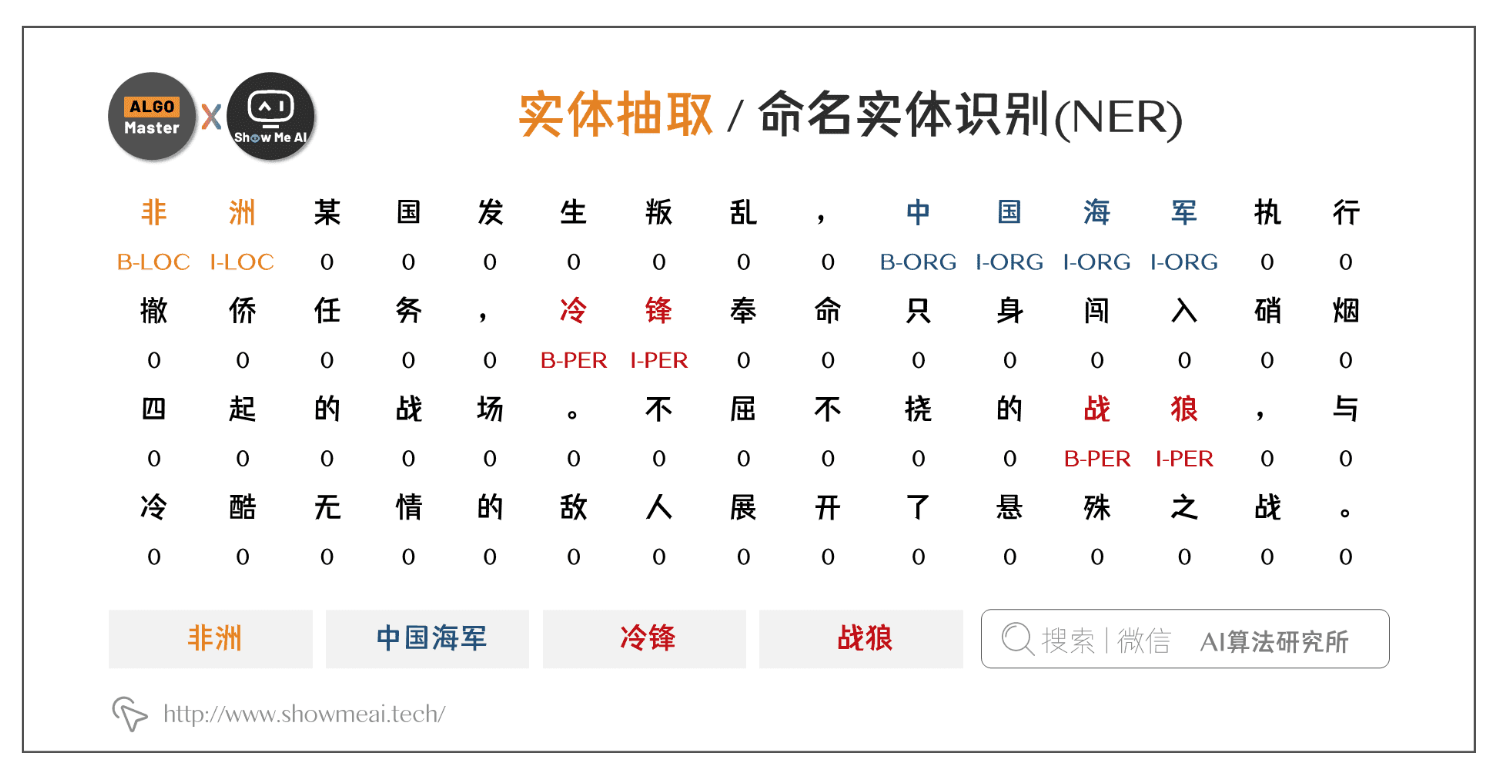 ALGO
Master
X
Show Me AI
实体抽取 / 命名实体识别(NER)
非 洲 某 国 发 生 叛 乱 ， 中 国 海 军 执 行
B-LOC I-LOC O O O O O O O B-ORG I-ORG I-ORG I-ORG O O
撤 侨 任 务 ， 冷 锋 奉 命 只 身 闯 入 硝 烟
O O O O O B-PER I-PER O O O O O O O O
四 起 的 战 场 。 不 屈 不 挠 的 战 狼 ， 与
O O O O O O O O O O O B-PER I-PER O O
冷 酷 无 情 的 敌 人 展 开 了 悬 殊 之 战 。
O O O O O O O O O O O O O O O
非洲 中国海军 冷锋 战狼 搜索 | 微信 AI算法研究所
http://www.showmeai.tech/